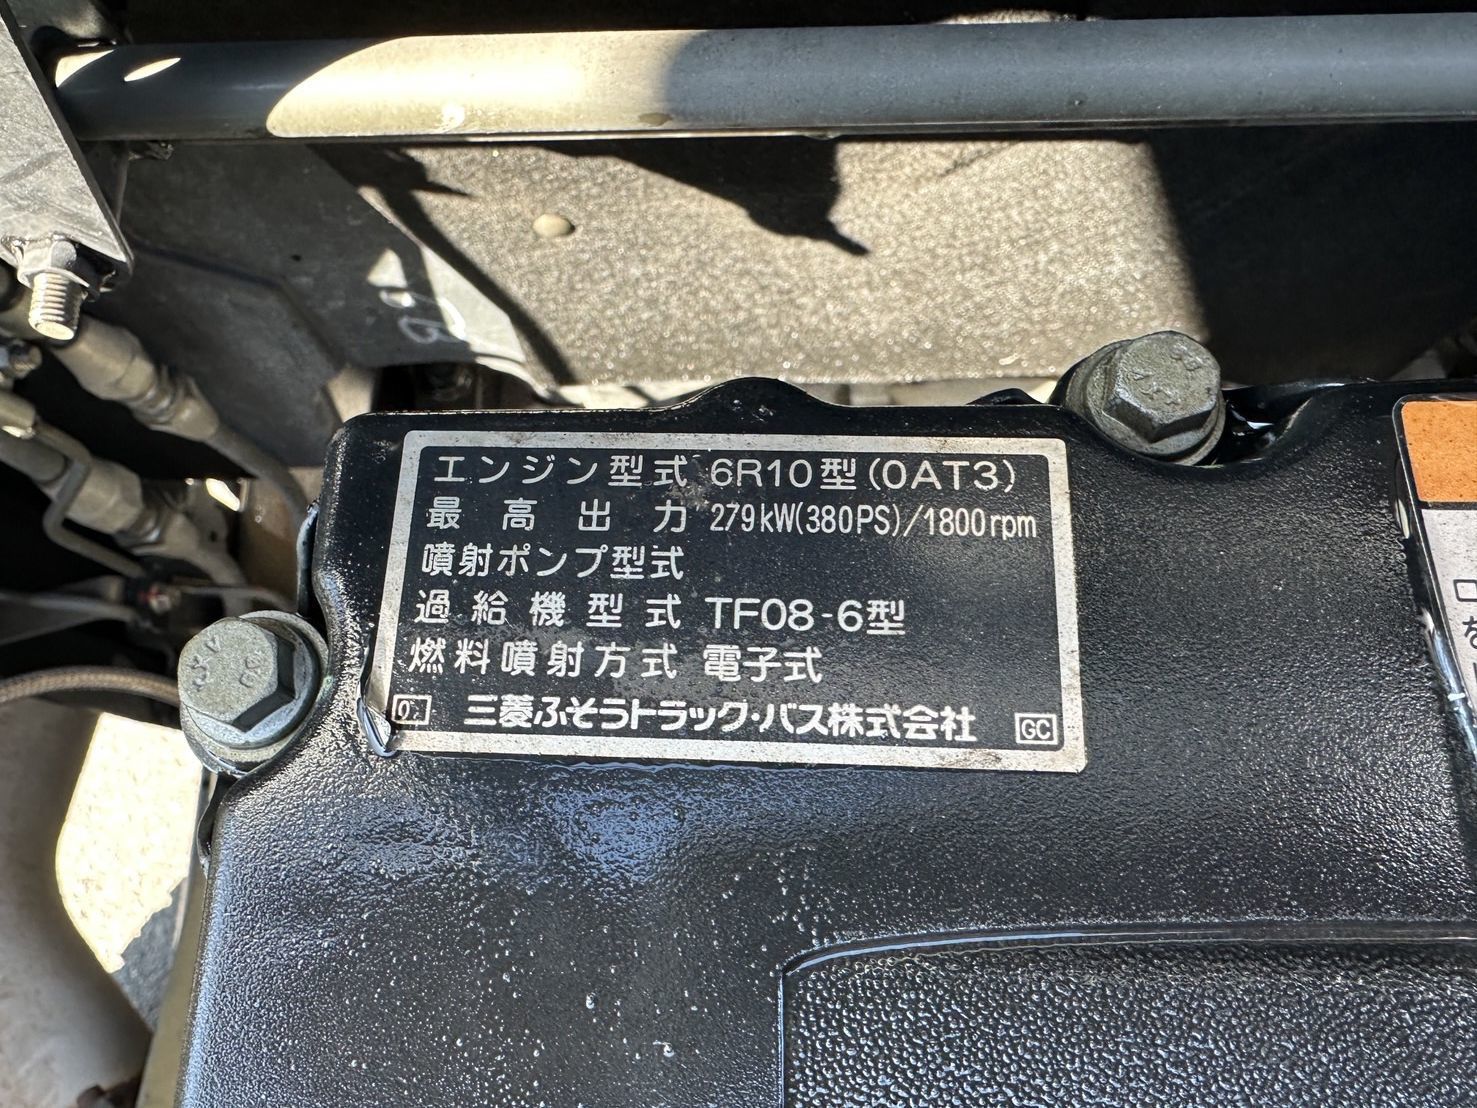 エンジン型式 6R10型(0AT3)
最高出力 279kW(380PS)/1800rpm
噴射ポンプ型式
過給機型式 TF08-6型
燃料噴射方式 電子式
三菱ふそうトラック・バス株式会社 GC